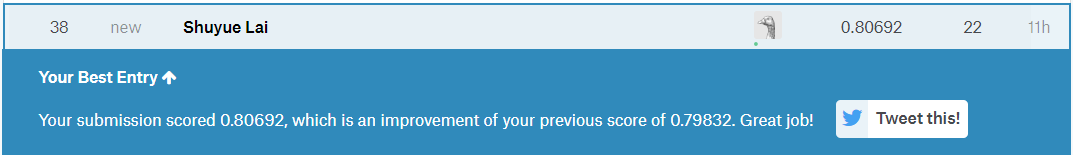 38 new Shuyue Lai 0.80692 22 11h
Your Best Entry
Your submission scored 0.80692, which is an improvement of your previous score of 0.79832. Great job! Tweet this!